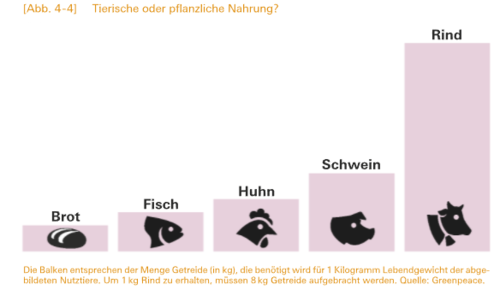 [Abb. 4-4] Tierische oder pflanzliche Nahrung?
Rind
Schwein
Huhn
Fisch
Brot
Die Balken entsprechen der Menge Getreide (in kg), die benötigt wird für 1 Kilogramm Lebendgewicht der abge-
bildeten Nutztiere. Um 1 kg Rind zu erhalten, müssen 8 kg Getreide aufgebracht werden. Quelle: Greenpeace.